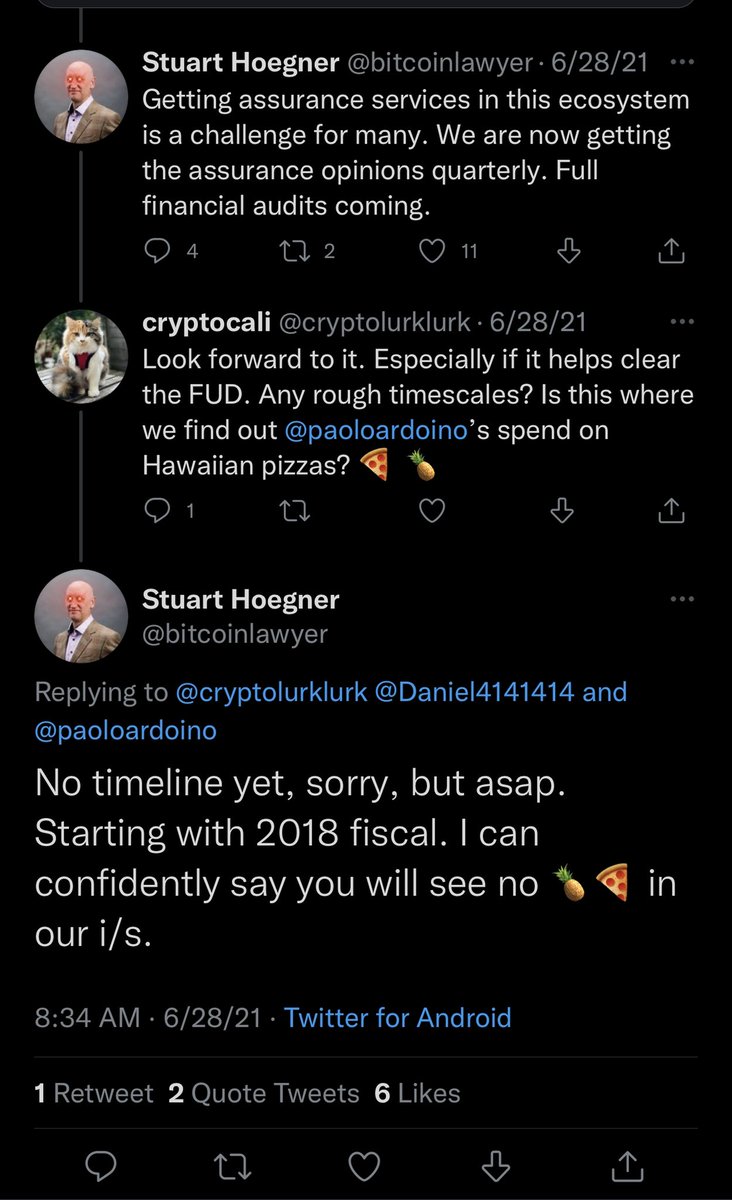 Stuart Hoegner @bitcoinlawyer · 6/28/21
Getting assurance services in this ecosystem
is a challenge for many. We are now getting
the assurance opinions quarterly. Full
financial audits coming.
4 2 11
cryptocali @cryptolurklurk · 6/28/21
Look forward to it. Especially if it helps clear
the FUD. Any rough timescales? Is this where
we find out @paoloardoino's spend on
Hawaiian pizzas? 🍕 🍍
1
Stuart Hoegner
@bitcoinlawyer
Replying to @cryptolurklurk @Daniel4141414 and
@paoloardoino
No timeline yet, sorry, but asap.
Starting with 2018 fiscal. I can
confidently say you will see no 🍍🍕 in
our i/s.
8:34 AM · 6/28/21 · Twitter for Android
1 Retweet 2 Quote Tweets 6 Likes